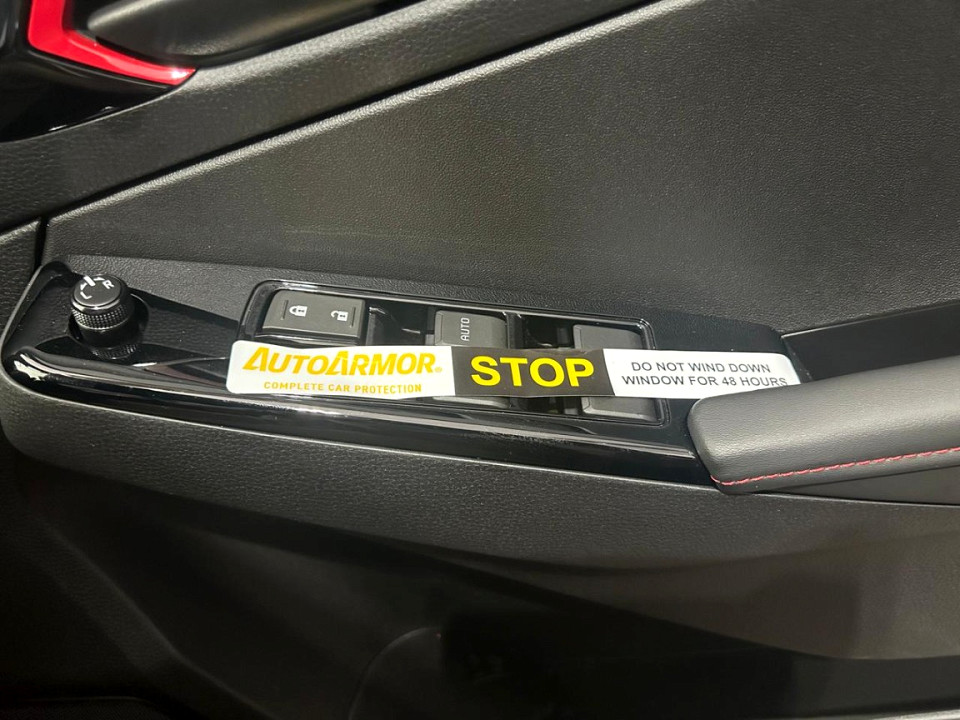 L R
AUTO
AUTOARMOR®
COMPLETE CAR PROTECTION
STOP
DO NOT WIND DOWN
WINDOW FOR 48 HOURS